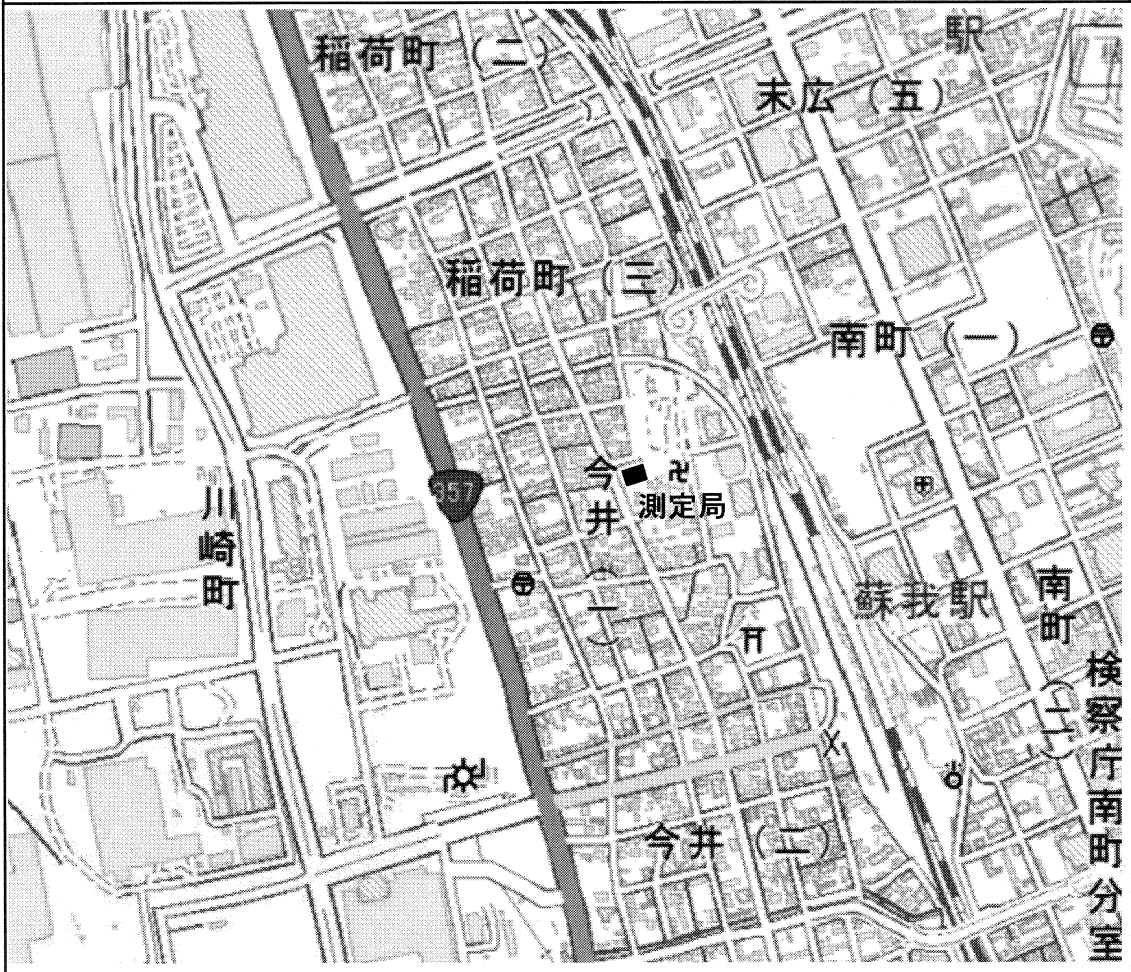 駅
稲荷町（二）
末広（五）
稲荷町（三）
南町（一）
357
今井（一）
測定局
川崎町
蘇我駅
南町（二）
検察庁南町分室
今井（二）